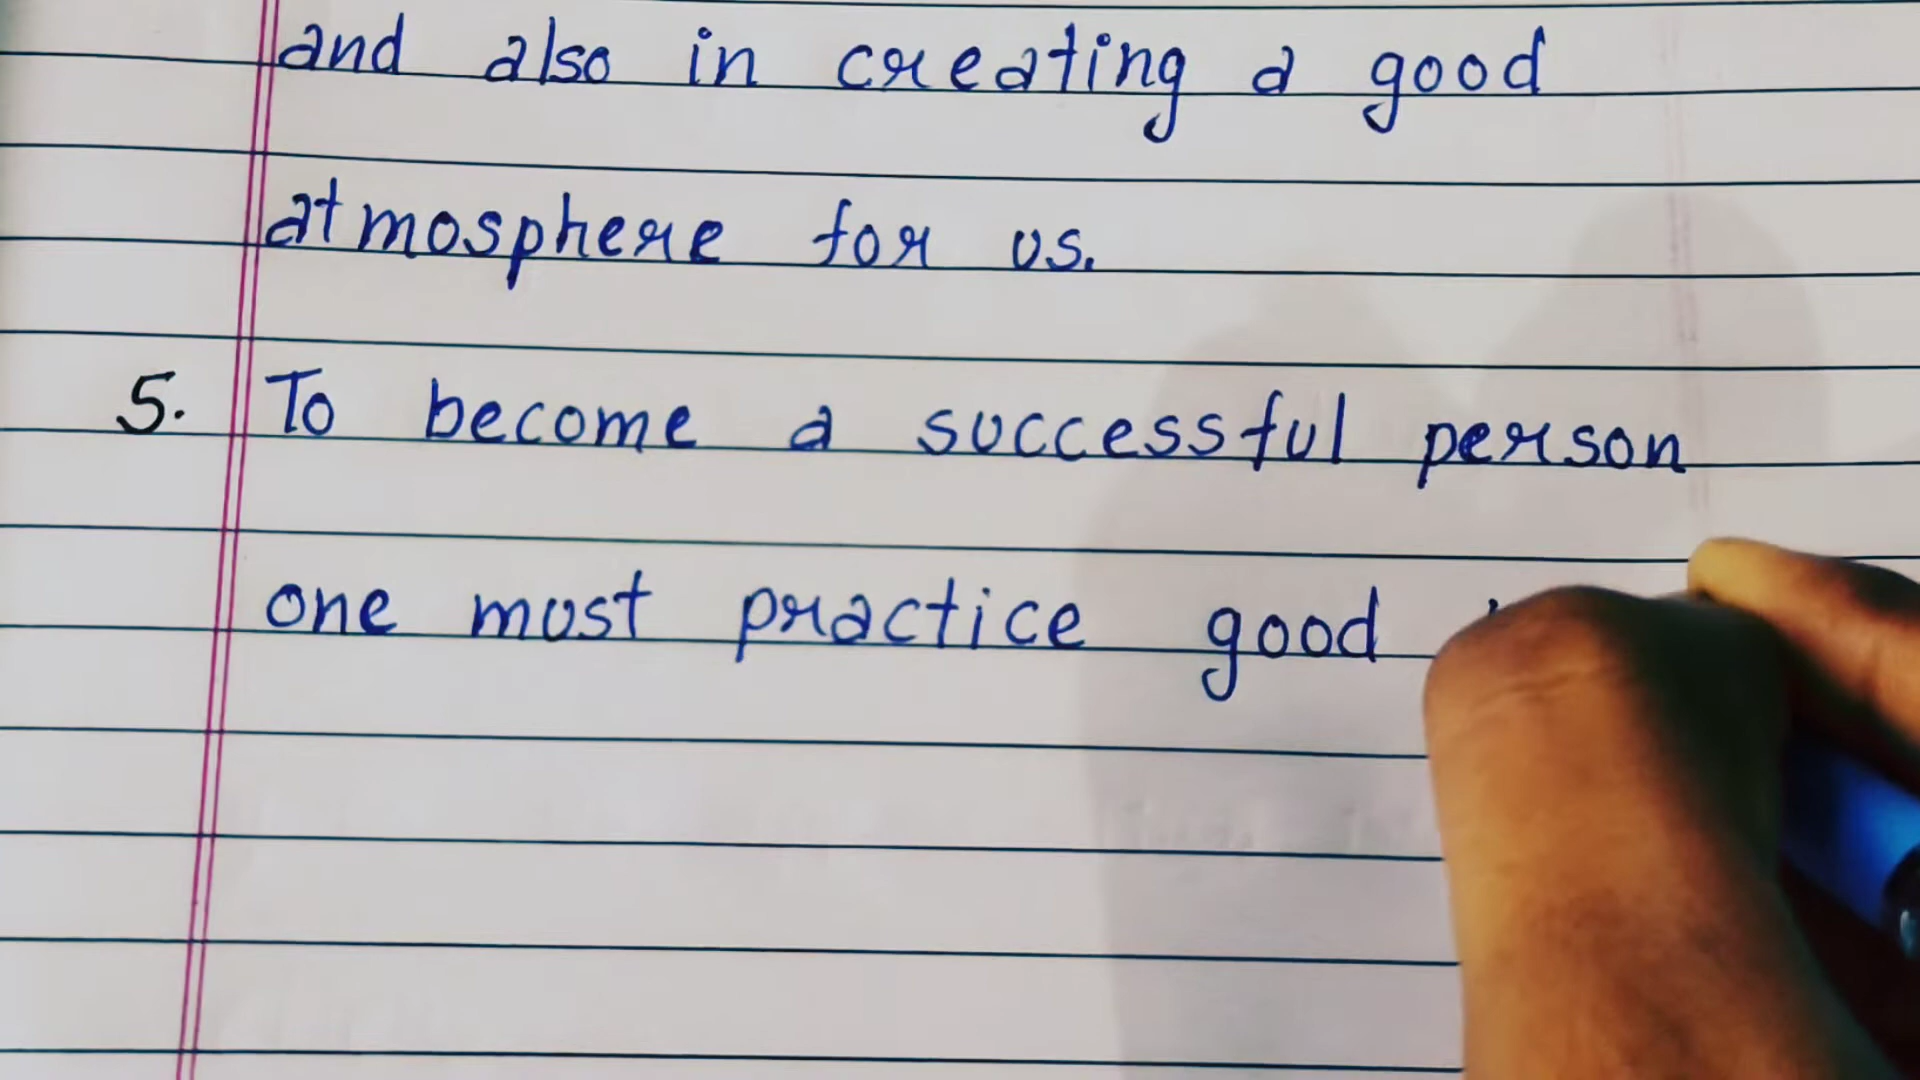 and also in creating a good
atmosphere for us.
5. To become a successful person
one must practice good